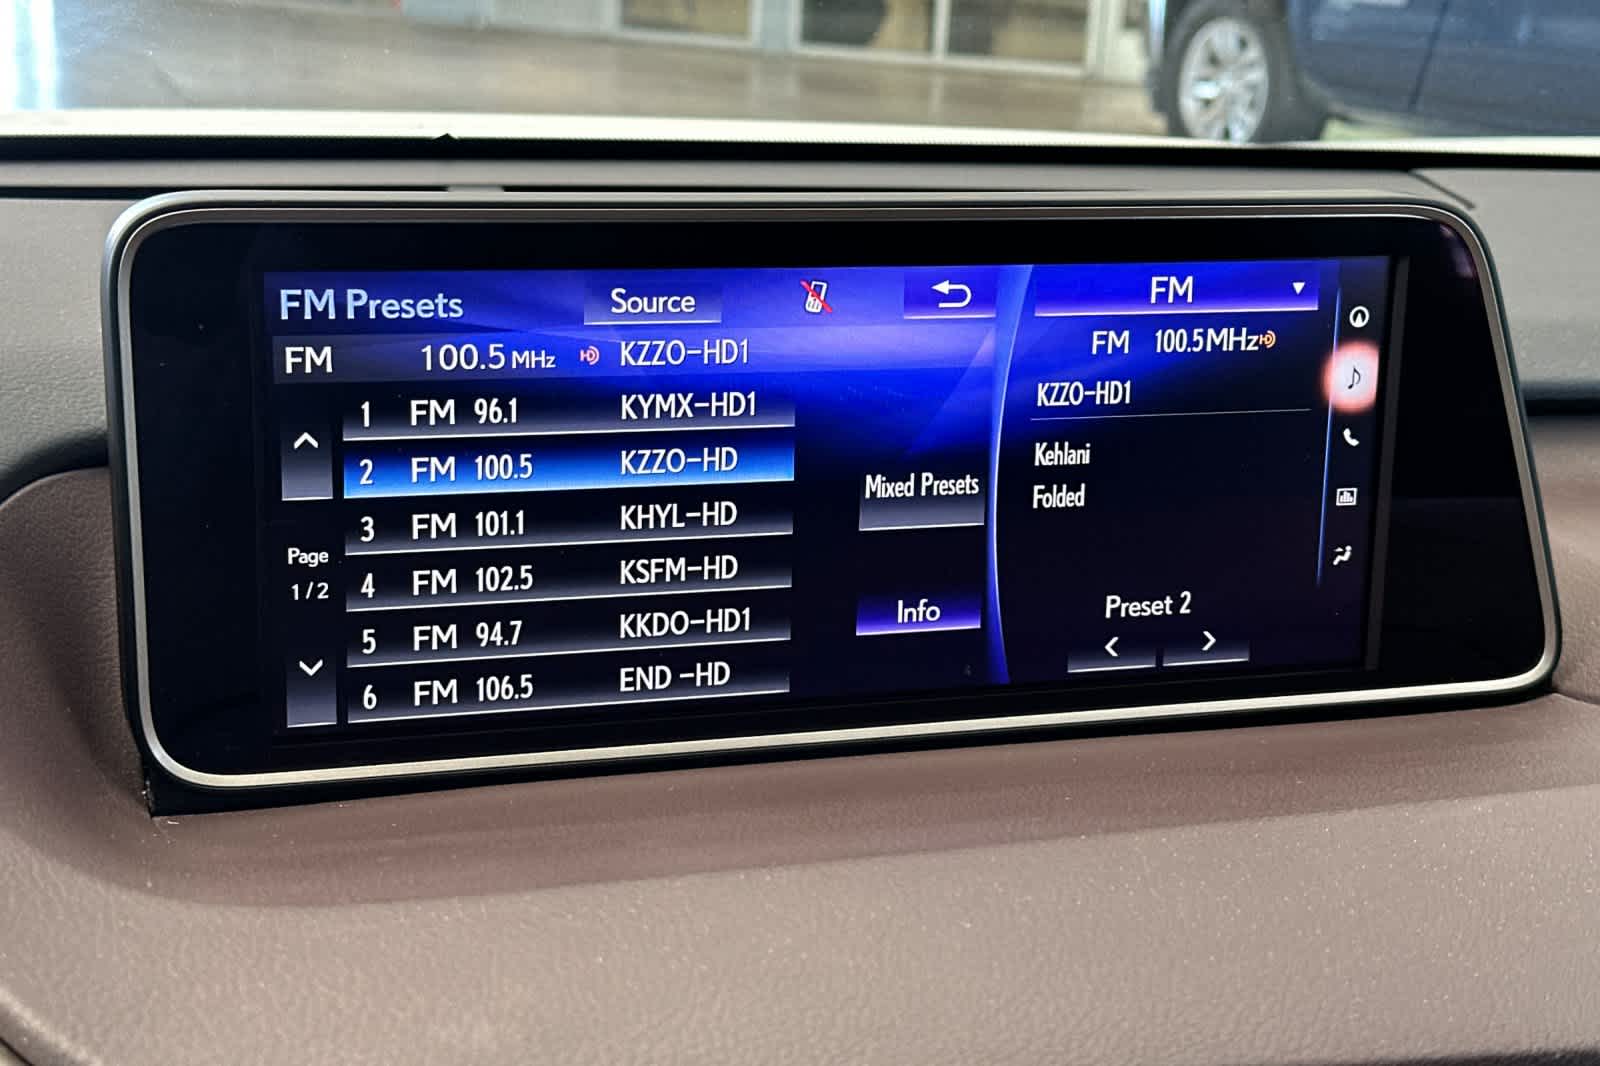 FM Presets Source
FM 100.5 MHz HD KZZO-HD1
1 FM 96.1 KYMX-HD1
2 FM 100.5 KZZO-HD
3 FM 101.1 KHYL-HD
4 FM 102.5 KSFM-HD
5 FM 94.7 KKDO-HD1
6 FM 106.5 END -HD
Page
1/2
Mixed Presets
Info
FM
FM 100.5MHz HD
KZZO-HD1
Kehlani
Folded
Preset 2